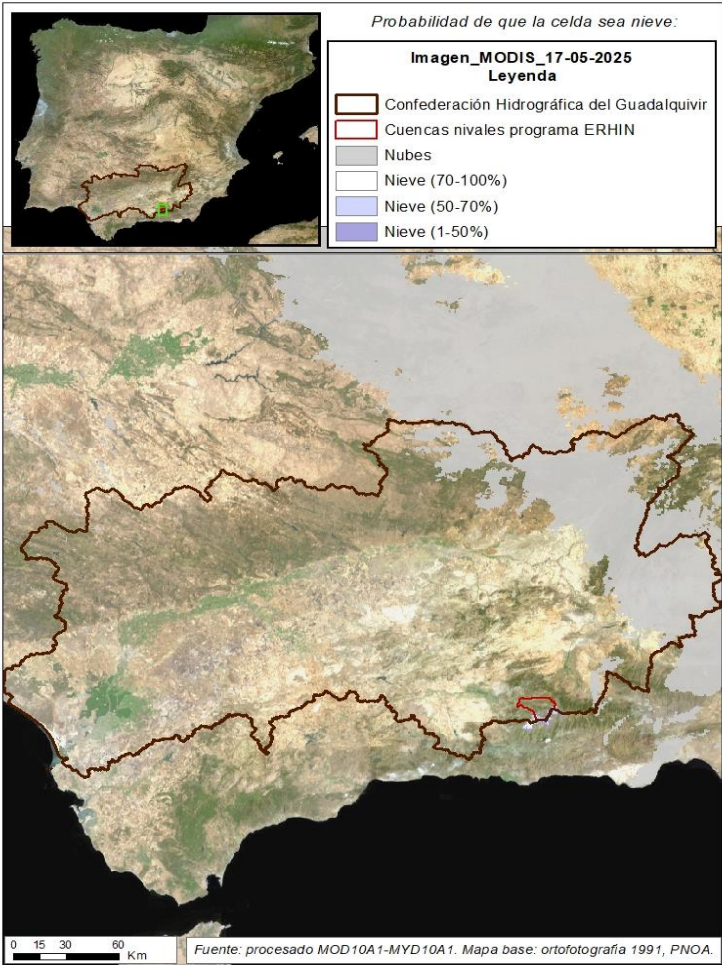 Probabilidad de que la celda sea nieve:
Imagen_MODIS_17-05-2025
Leyenda
Confederación Hidrográfica del Guadalquivir
Cuencas nivales programa ERHIN
Nubes
Nieve (70-100%)
Nieve (50-70%)
Nieve (1-50%)
0 15 30 60
Km
Fuente: procesado MOD10A1-MYD10A1. Mapa base: ortofotografía 1991, PNOA.